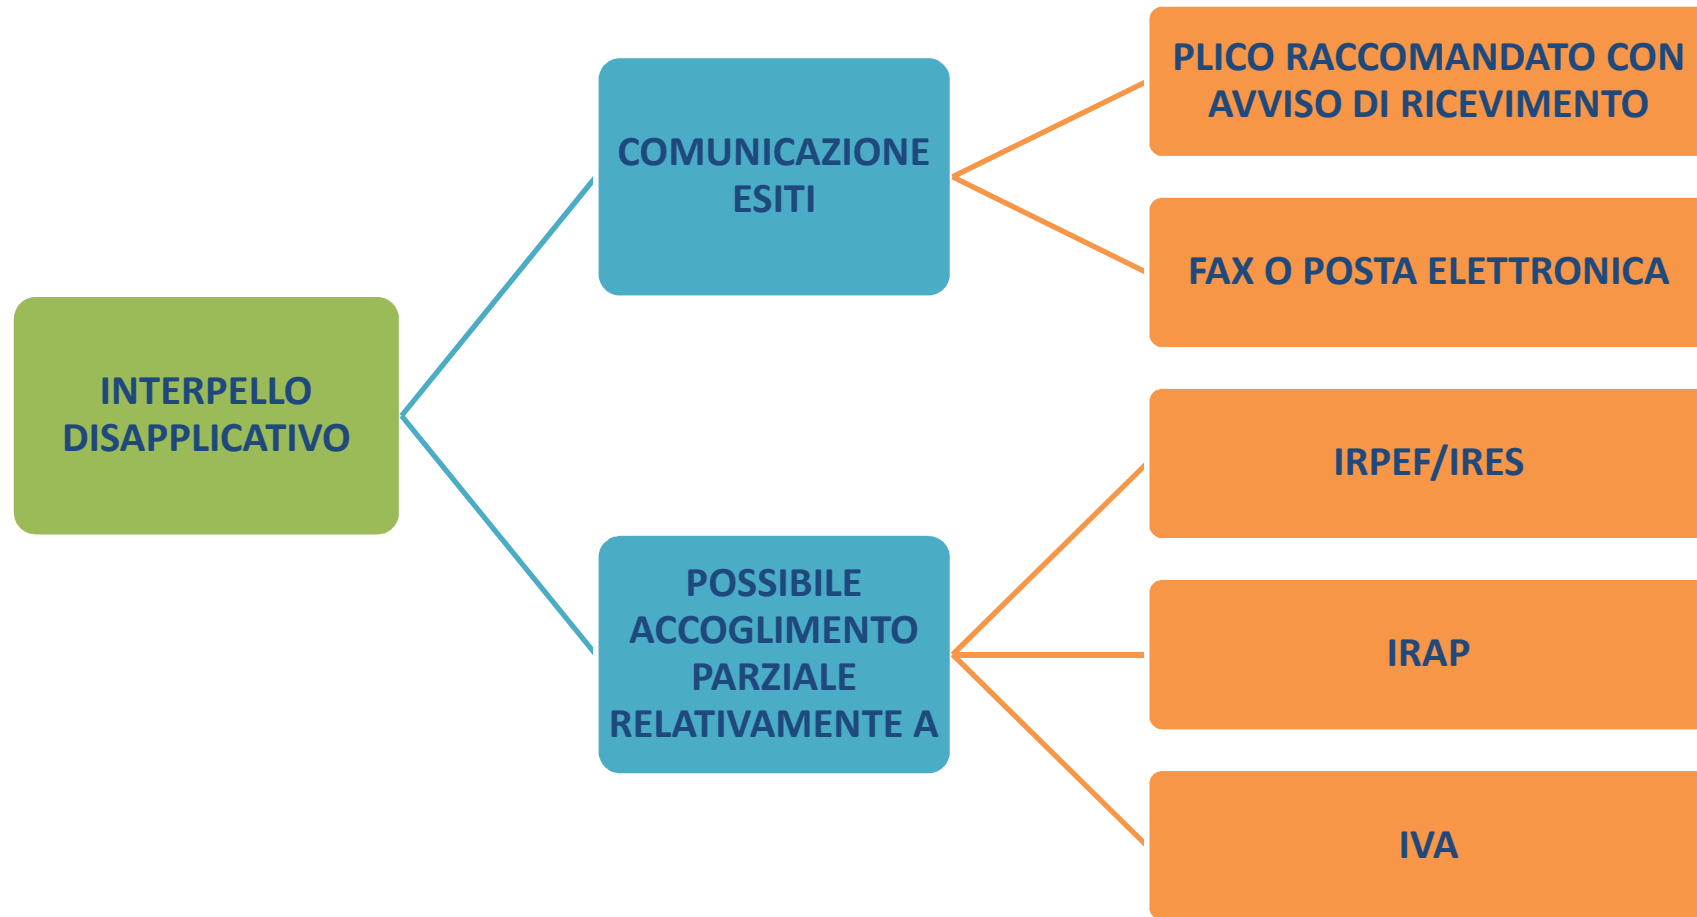 INTERPELLO
DISAPPLICATIVO
COMUNICAZIONE
ESITI
PLICO RACCOMANDATO CON
AVVISO DI RICEVIMENTO
FAX O POSTA ELETTRONICA
POSSIBILE
ACCOGLIMENTO
PARZIALE
RELATIVAMENTE A
IRPEF/IRES
IRAP
IVA